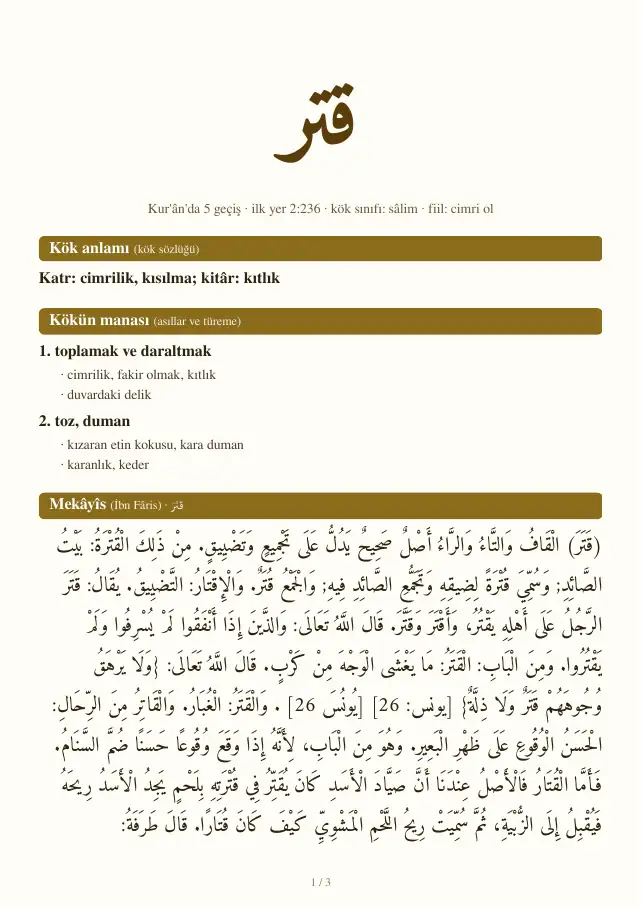 قتر
Kur'ân'da 5 geçiş · ilk yer 2:236 · kök sınıfı: sâlim · fiil: cimri ol
Kök anlamı (kök sözlüğü)
Katr: cimrilik, kısılma; kitâr: kıtlık
Kökün manası (asıllar ve türeme)
1. toplamak ve daraltmak
· cimrilik, fakir olmak, kıtlık
· duvardaki delik
2. toz, duman
· kızaran etin kokusu, kara duman
· karanlık, keder
Mekâyîs (İbn Fâris) · قتر
(قَتَرَ) الْقَافُ وَالتَّاءُ وَالرَّاءُ أَصْلٌ صَحِيحٌ يَدُلُّ عَلَى تَجْمِيعٍ وَتَضْيِيقٍ. مِنْ ذَلِكَ الْقُتْرَةُ: بَيْتُ
الصَّائِدِ; وَسُمِّيَ قُتْرَةً لِضِيقِهِ وَتَجَمُّعِ الصَّائِدِ فِيهِ; وَالْجَمْعُ قُتَرٌ. وَالْإِقْتَارُ: التَّضْيِيقُ. يُقَالُ: قَتَرَ
الرَّجُلُ عَلَى أَهْلِهِ يَقْتُرُ، وَأَقْتَرَ وَقَتَّرَ. قَالَ اللَّهُ تَعَالَى: وَالَّذِينَ إِذَا أَنْفَقُوا لَمْ يُسْرِفُوا وَلَمْ
يَقْتُرُوا. وَمِنَ الْبَابِ: الْقَتَرُ: مَا يَغْشَى الْوَجْهَ مِنْ كَرْبٍ. قَالَ اللَّهُ تَعَالَى: {وَلَا يَرْهَقُ
وُجُوهَهُمْ قَتَرٌ وَلَا ذِلَّةٌ} [يونس: 26] [يُونُسَ 26] . وَالْقَتَرُ: الْغُبَارُ. وَالْقَاتِرُ مِنَ الرِّحَالِ:
الْحَسَنُ الْوُقُوعِ عَلَى ظَهْرِ الْبَعِيرِ. وَهُوَ مِنَ الْبَابِ، لِأَنَّهُ إِذَا وَقَعَ وُقُوعًا حَسَنًا ضُمَّ السَّنَامُ.
فَأَمَّا الْقُتَارُ فَالْأَصْلُ عِنْدَنَا أَنَّ صَيَّادَ الْأَسَدِ كَانَ يُقَتِّرُ فِي قُتْرَتِهِ بِلَحْمٍ يَجِدُ الْأَسَدُ رِيحَهُ
فَيُقْبِلُ إِلَى الزُّبْيَةِ، ثُمَّ سُمِّيَتْ رِيحُ اللَّحْمِ الْمَشْوِيِّ كَيْفَ كَانَ قُتَارًا. قَالَ طَرَفَةُ:
1 / 3